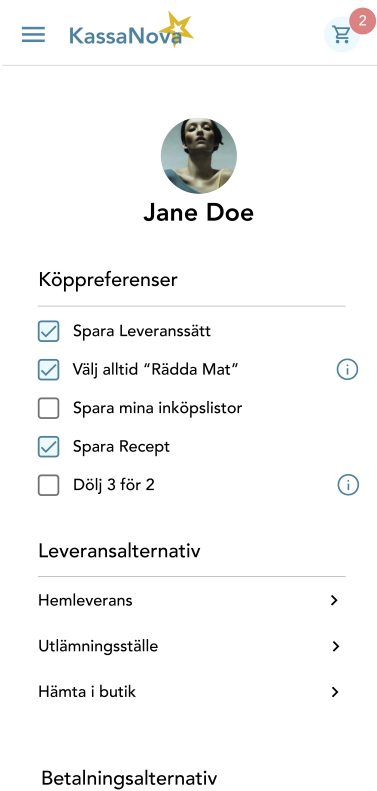 KassaNova
2
Jane Doe
Köppreferenser
Spara Leveranssätt
Välj alltid “Rädda Mat”
Spara mina inköpslistor
Spara Recept
Dölj 3 för 2
Leveransalternativ
Hemleverans
Utlämningsställe
Hämta i butik
Betalningsalternativ